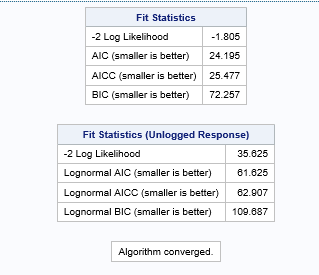 Fit Statistics
-2 Log Likelihood -1.805
AIC (smaller is better) 24.195
AICC (smaller is better) 25.477
BIC (smaller is better) 72.257
Fit Statistics (Unlogged Response)
-2 Log Likelihood 35.625
Lognormal AIC (smaller is better) 61.625
Lognormal AICC (smaller is better) 62.907
Lognormal BIC (smaller is better) 109.687
Algorithm converged.